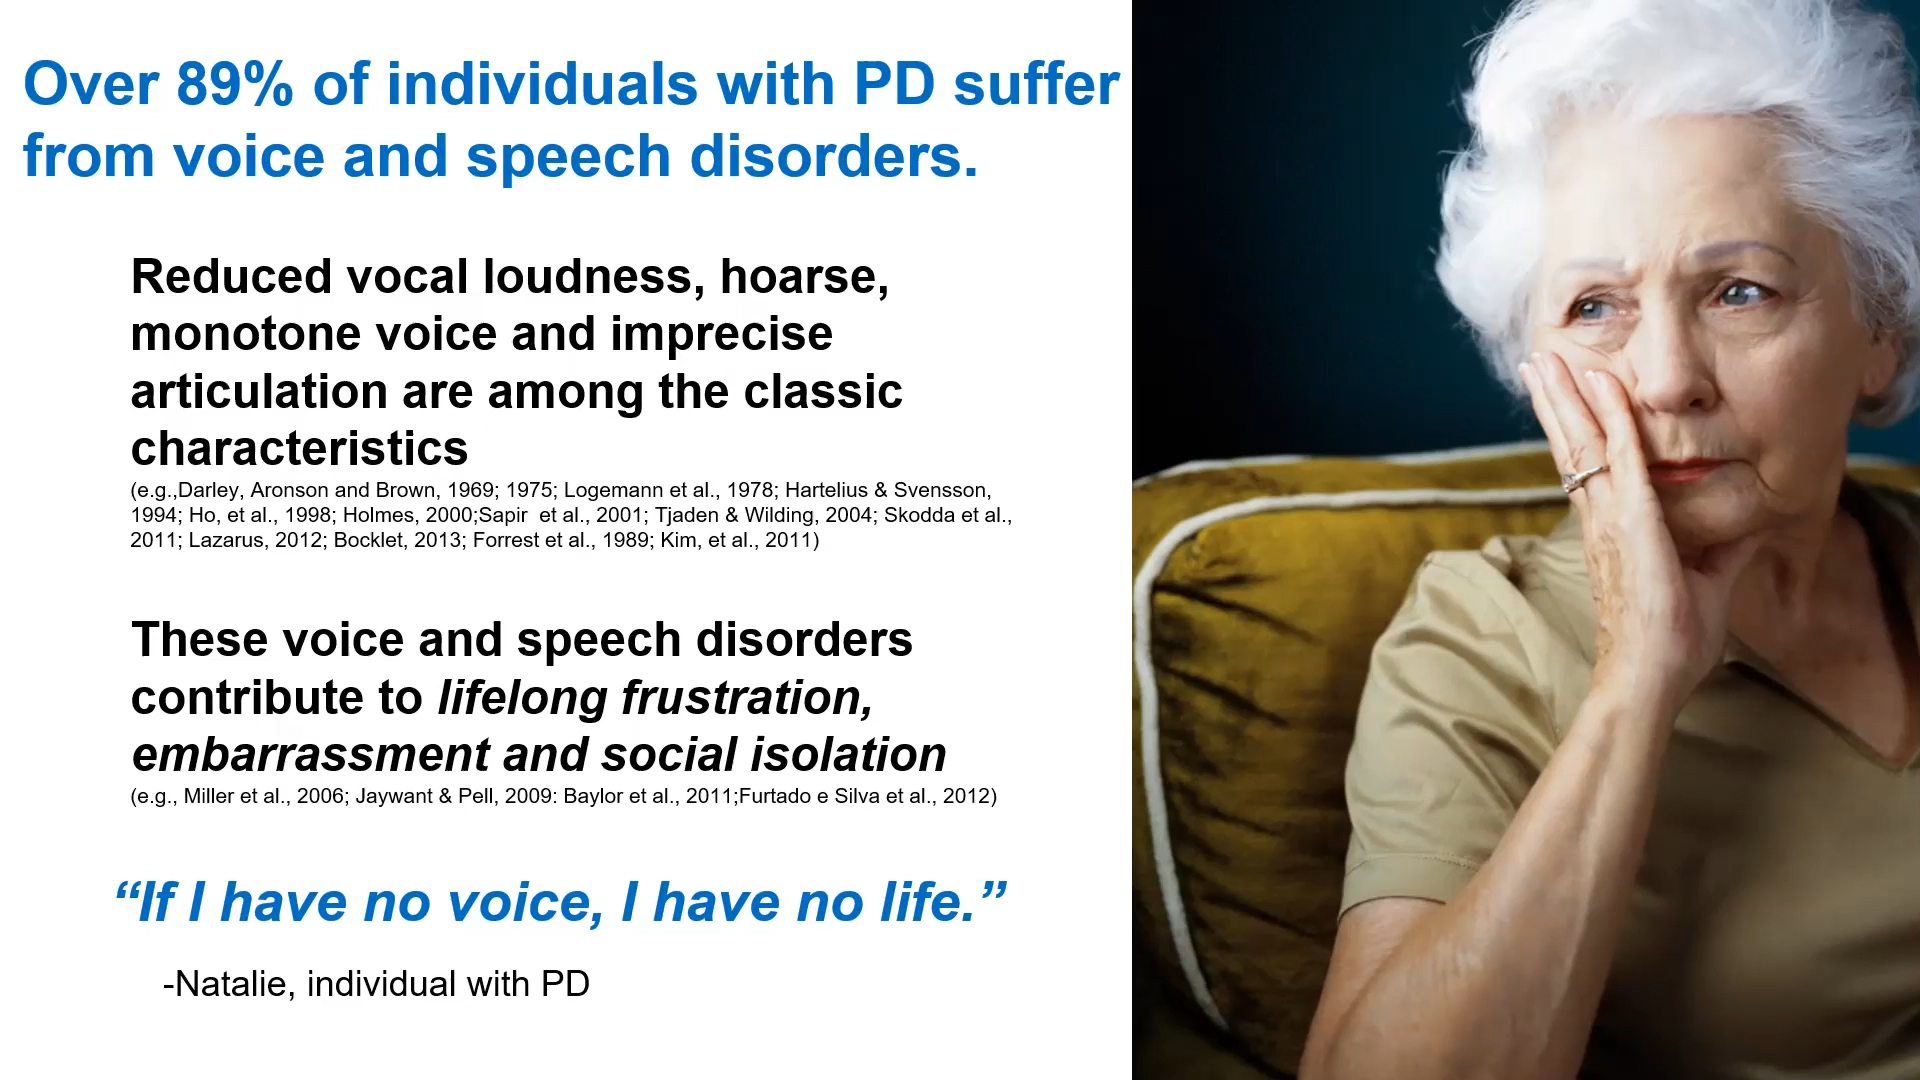 Over 89% of individuals with PD suffer
from voice and speech disorders.
Reduced vocal loudness, hoarse,
monotone voice and imprecise
articulation are among the classic
characteristics
(e.g.,Darley, Aronson and Brown, 1969; 1975; Logemann et al., 1978; Hartelius & Svensson,
1994; Ho, et al., 1998; Holmes, 2000;Sapir  et al., 2001; Tjaden & Wilding, 2004; Skodda et al.,
2011; Lazarus, 2012; Bocklet, 2013; Forrest et al., 1989; Kim, et al., 2011)
These voice and speech disorders
contribute to lifelong frustration,
embarrassment and social isolation
(e.g., Miller et al., 2006; Jaywant & Pell, 2009: Baylor et al., 2011;Furtado e Silva et al., 2012)
“If I have no voice, I have no life.”
-Natalie, individual with PD